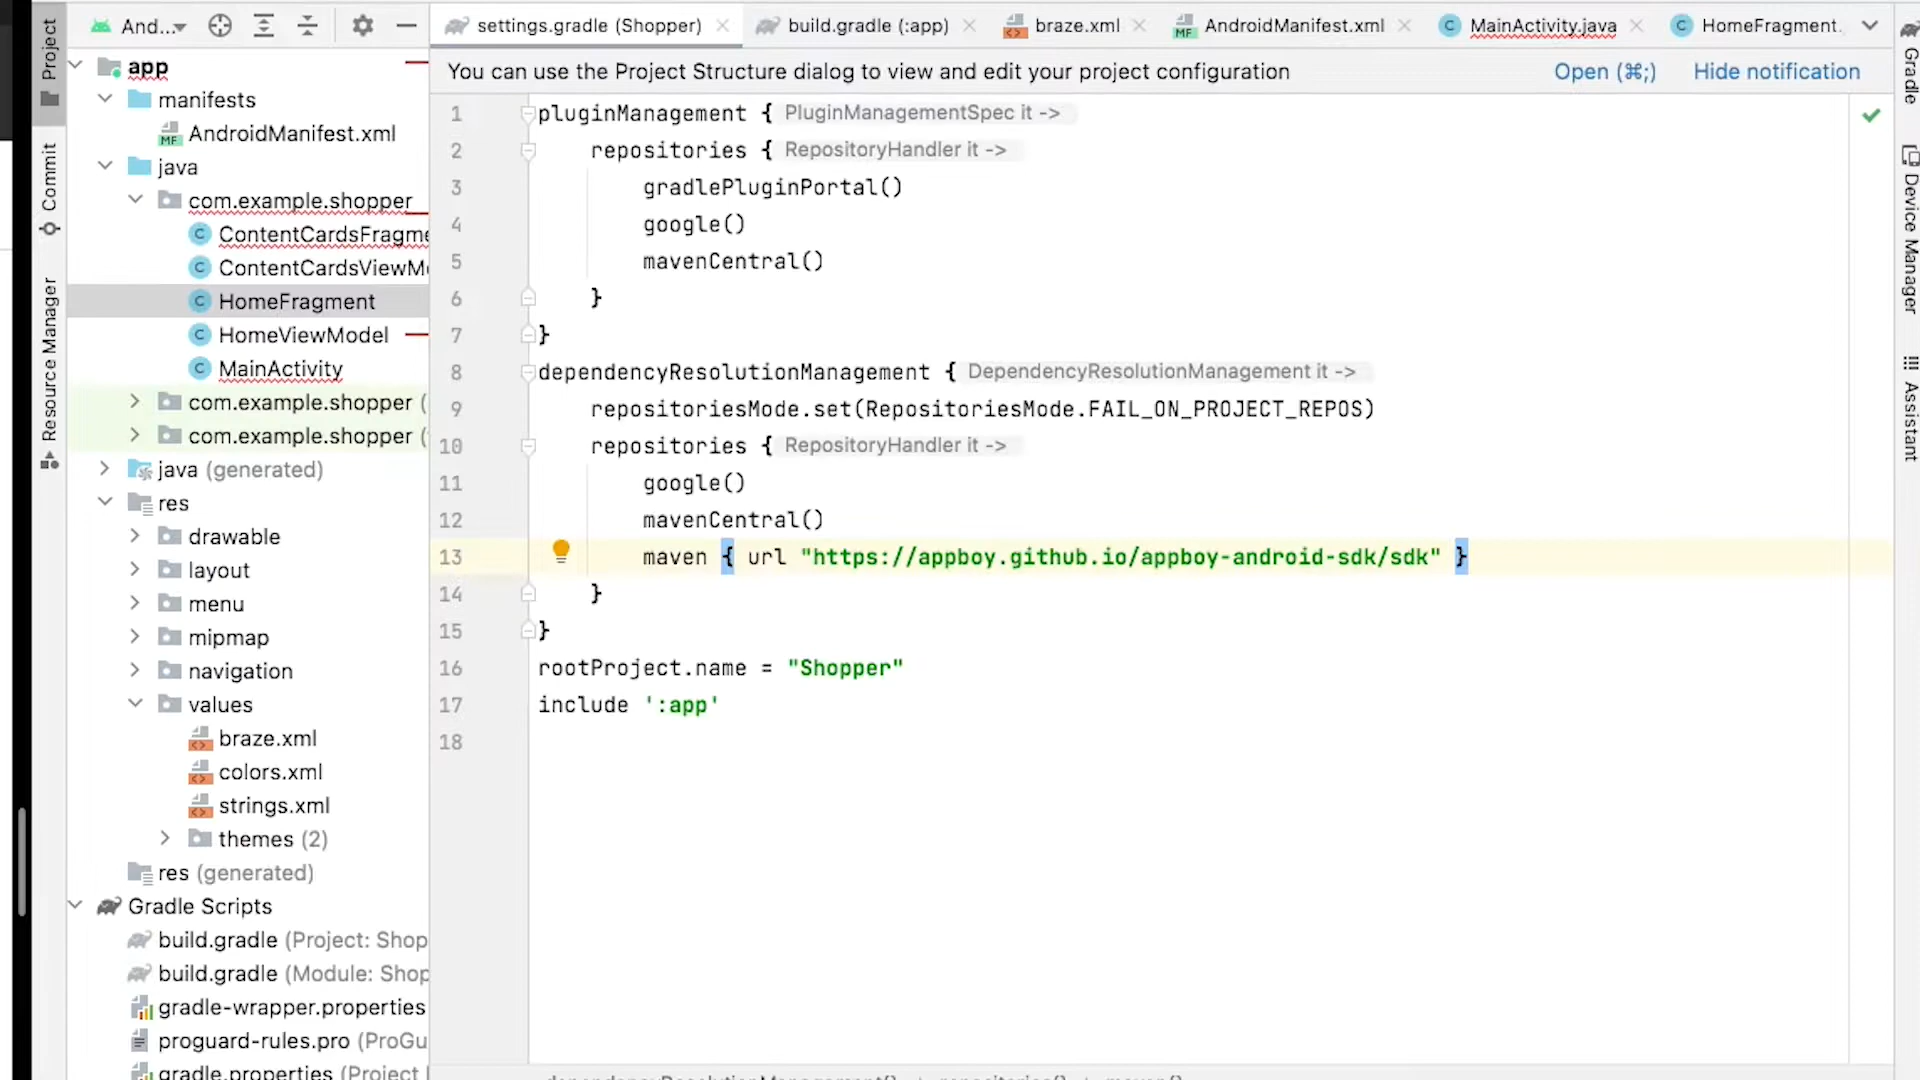 Project
Commit
Resource Manager
And...
app
manifests
AndroidManifest.xml
java
com.example.shopper
ContentCardsFragme
ContentCardsViewM
HomeFragment
HomeViewModel
MainActivity
com.example.shopper (
com.example.shopper (
java (generated)
res
drawable
layout
menu
mipmap
navigation
values
braze.xml
colors.xml
strings.xml
themes (2)
res (generated)
Gradle Scripts
build.gradle (Project: Shop
build.gradle (Module: Shop
gradle-wrapper.properties
proguard-rules.pro (ProGu
gradle.properties (Project
settings.gradle (Shopper)
build.gradle (:app)
braze.xml
AndroidManifest.xml
MainActivity.java
HomeFragment.
You can use the Project Structure dialog to view and edit your project configuration
Open (⌘;)
Hide notification
1 pluginManagement { PluginManagementSpec it ->
2 repositories { RepositoryHandler it ->
3 gradlePluginPortal()
4 google()
5 mavenCentral()
6 }
7 }
8 dependencyResolutionManagement { DependencyResolutionManagement it ->
9 repositoriesMode.set(RepositoriesMode.FAIL_ON_PROJECT_REPOS)
10 repositories { RepositoryHandler it ->
11 google()
12 mavenCentral()
13 maven { url "https://appboy.github.io/appboy-android-sdk/sdk" }
14 }
15 }
16 rootProject.name = "Shopper"
17 include ':app'
18
Gradle
Device Manager
Assistant